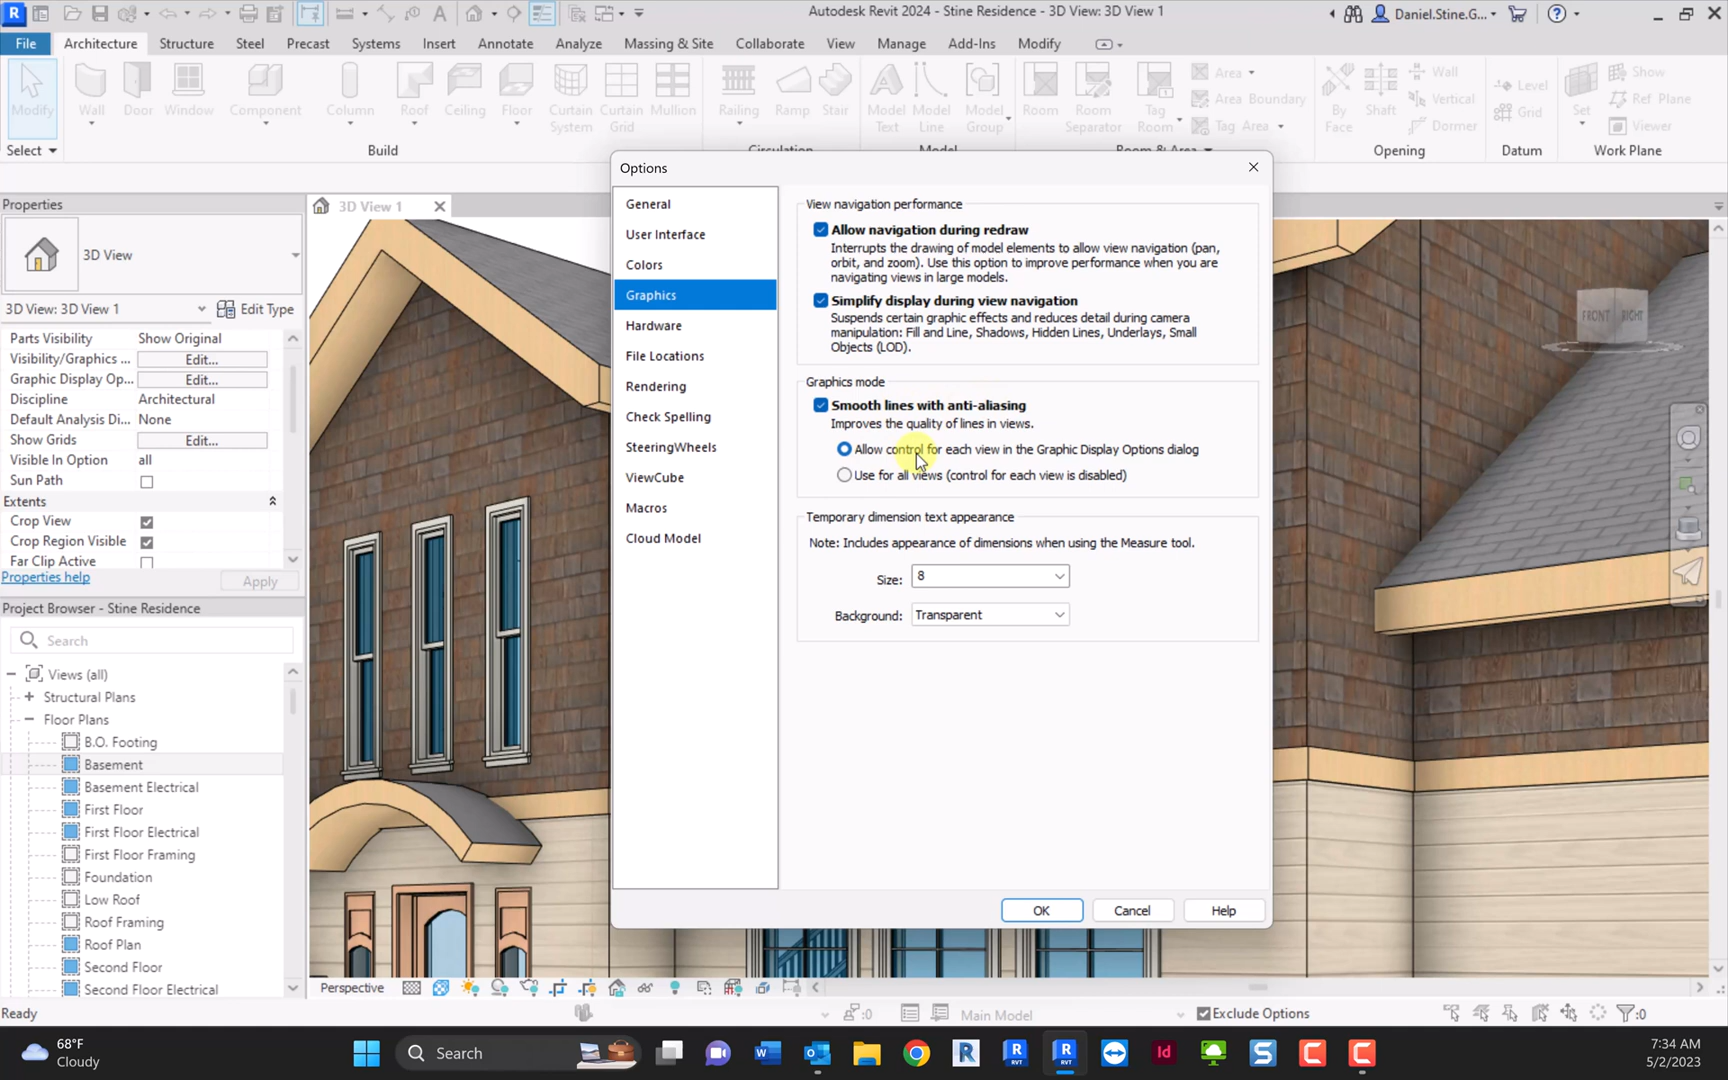 Autodesk Revit 2024 - Stine Residence - 3D View: 3D View 1
Daniel.Stine.G...
File Architecture Structure Steel Precast Systems Insert Annotate Analyze Massing & Site Collaborate View Manage Add-Ins Modify
Modify
Wall
Door
Window
Component
Column
Roof
Ceiling
Floor
Curtain System
Curtain Grid
Mullion
Railing
Ramp
Stair
Model Text
Model Line
Model Group
Room
Room Separator
Tag Room
Area
Area Boundary
Tag Area
By Face
Shaft
Wall
Vertical
Dormer
Level
Grid
Set
Show
Ref Plane
Viewer
Select
Build
Circulation
Model
Room & Area
Opening
Datum
Work Plane
Properties
3D View
3D View: 3D View 1
Edit Type
Parts Visibility Show Original
Visibility/Graphics ... Edit...
Graphic Display Op... Edit...
Discipline Architectural
Default Analysis Di... None
Show Grids Edit...
Visible In Option all
Sun Path
Extents
Crop View
Crop Region Visible
Far Clip Active
Properties help
Apply
Project Browser - Stine Residence
Search
Views (all)
Structural Plans
Floor Plans
B.O. Footing
Basement
Basement Electrical
First Floor
First Floor Electrical
First Floor Framing
Foundation
Low Roof
Roof Framing
Roof Plan
Second Floor
Second Floor Electrical
3D View 1
Options
General
User Interface
Colors
Graphics
Hardware
File Locations
Rendering
Check Spelling
SteeringWheels
ViewCube
Macros
Cloud Model
View navigation performance
Allow navigation during redraw
Interrupts the drawing of model elements to allow view navigation (pan,
orbit, and zoom). Use this option to improve performance when you are
navigating views in large models.
Simplify display during view navigation
Suspends certain graphic effects and reduces detail during camera
manipulation: Fill and Line, Shadows, Hidden Lines, Underlays, Small
Objects (LOD).
Graphics mode
Smooth lines with anti-aliasing
Improves the quality of lines in views.
Allow control for each view in the Graphic Display Options dialog
Use for all views (control for each view is disabled)
Temporary dimension text appearance
Note: Includes appearance of dimensions when using the Measure tool.
Size: 8
Background: Transparent
OK
Cancel
Help
FRONT RIGHT
Perspective
Ready
:0
Main Model
Exclude Options
:0
68°F
Cloudy
Search
7:34 AM
5/2/2023